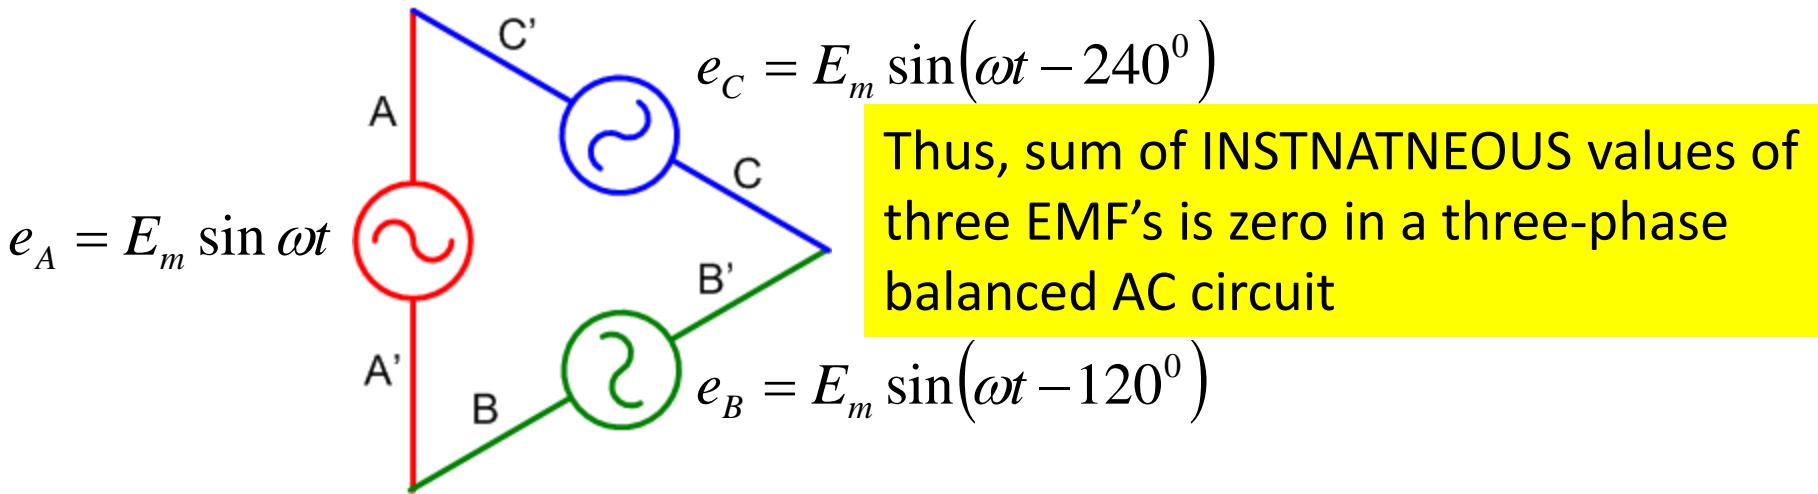 C’
e_C = E_m sin(ωt − 240⁰)
A
Thus, sum of INSTNATNEOUS values of
three EMF’s is zero in a three-phase
balanced AC circuit
C
e_A = E_m sin ωt
B’
A’
B
e_B = E_m sin(ωt − 120⁰)